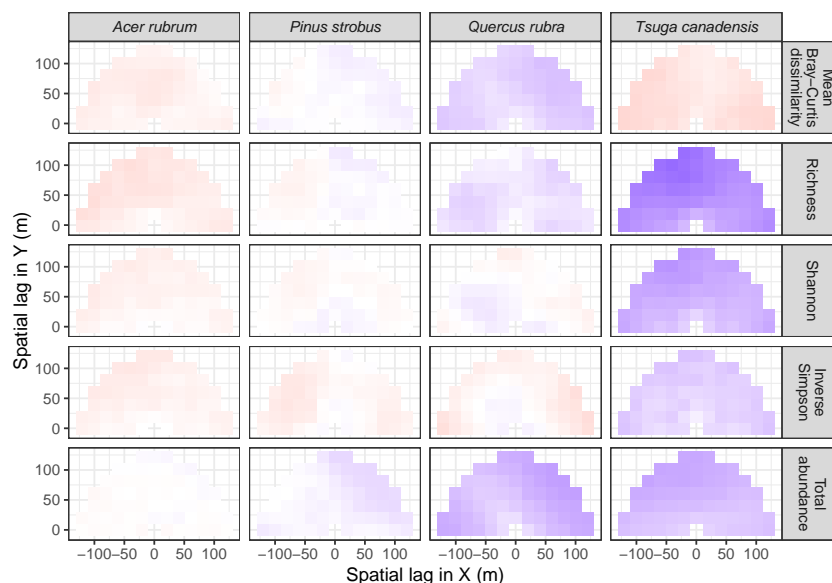 Acer rubrum
Pinus strobus
Quercus rubra
Tsuga canadensis
Spatial lag in Y (m)
100
50
0
Mean
Bray−Curtis
dissimilarity
100
50
0
Richness
100
50
0
Shannon
100
50
0
Inverse
Simpson
100
50
0
Total
abundance
−100−50 0 50 100
−100−50 0 50 100
−100−50 0 50 100
−100−50 0 50 100
Spatial lag in X (m)